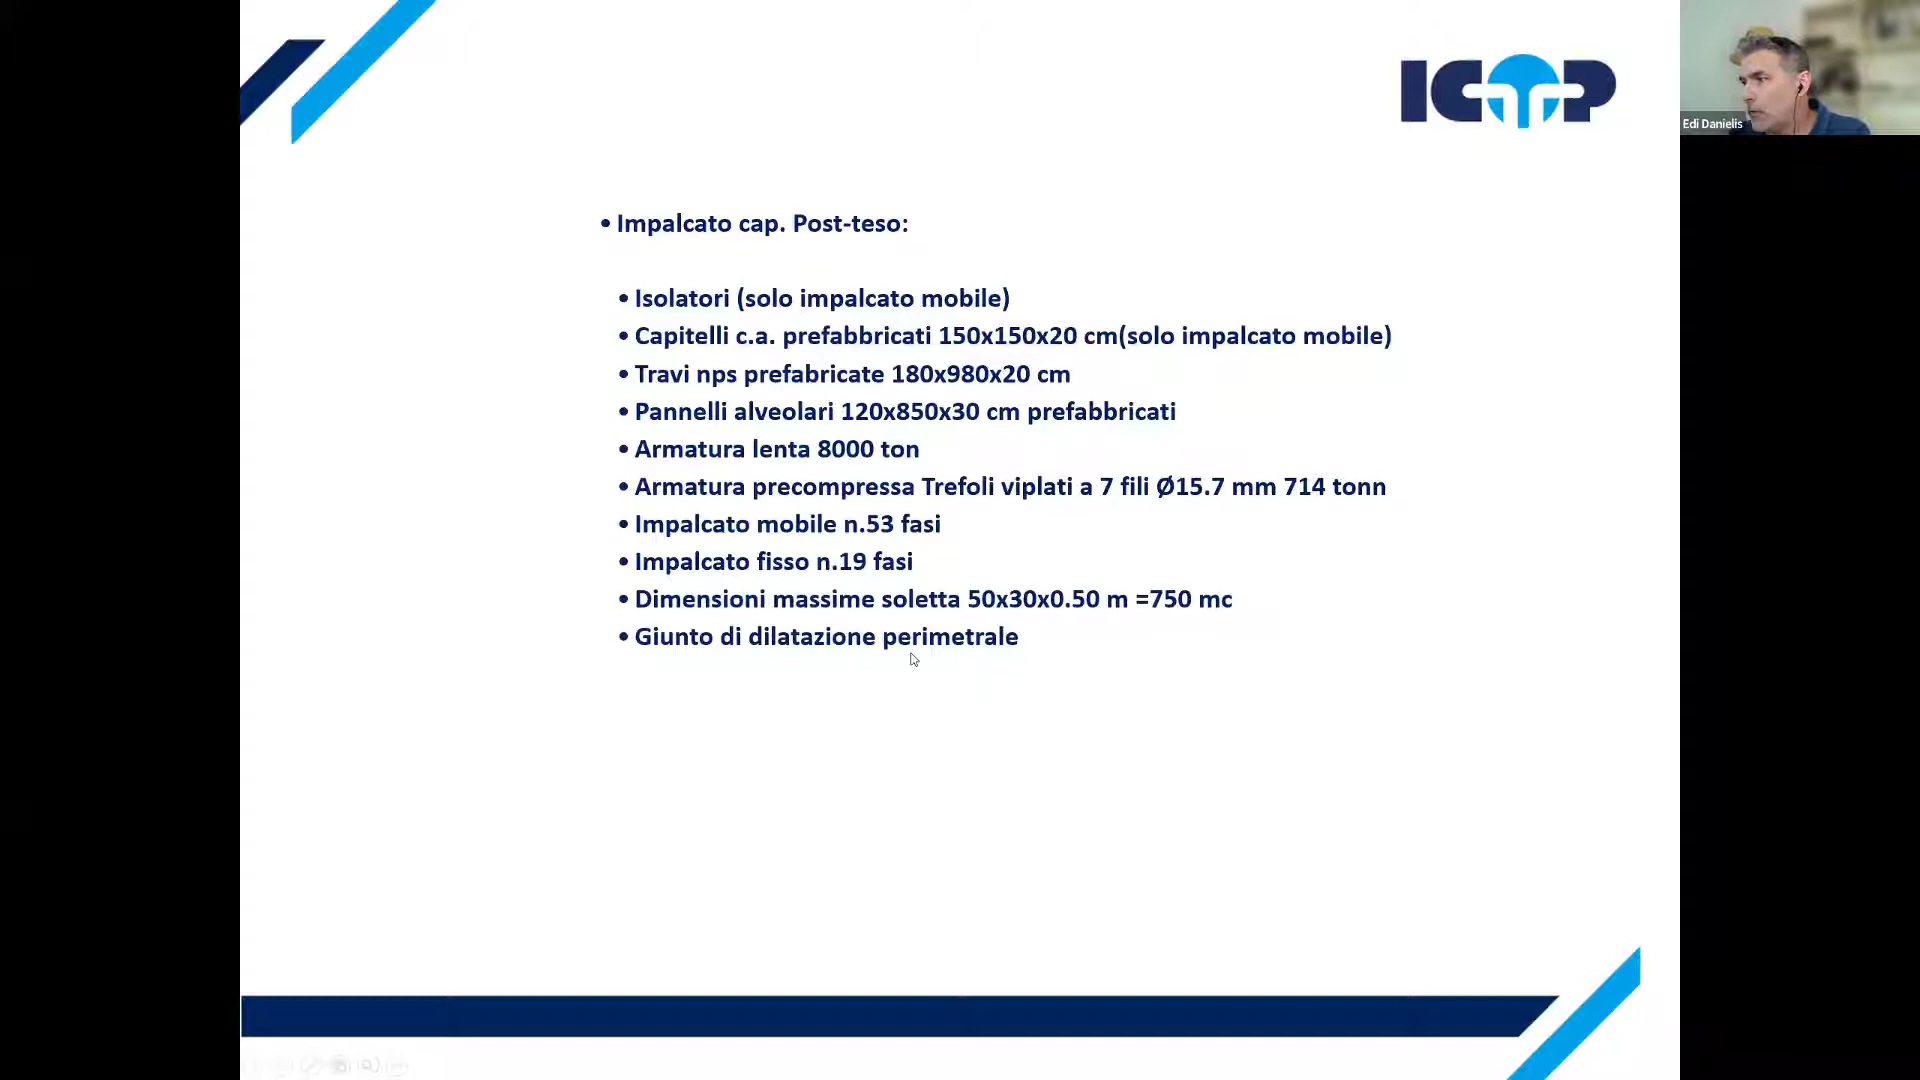 ICOP
Edi Danielis
• Impalcato cap. Post-teso:
• Isolatori (solo impalcato mobile)
• Capitelli c.a. prefabbricati 150x150x20 cm(solo impalcato mobile)
• Travi nps prefabricate 180x980x20 cm
• Pannelli alveolari 120x850x30 cm prefabbricati
• Armatura lenta 8000 ton
• Armatura precompressa Trefoli viplati a 7 fili Ø15.7 mm 714 tonn
• Impalcato mobile n.53 fasi
• Impalcato fisso n.19 fasi
• Dimensioni massime soletta 50x30x0.50 m =750 mc
• Giunto di dilatazione perimetrale